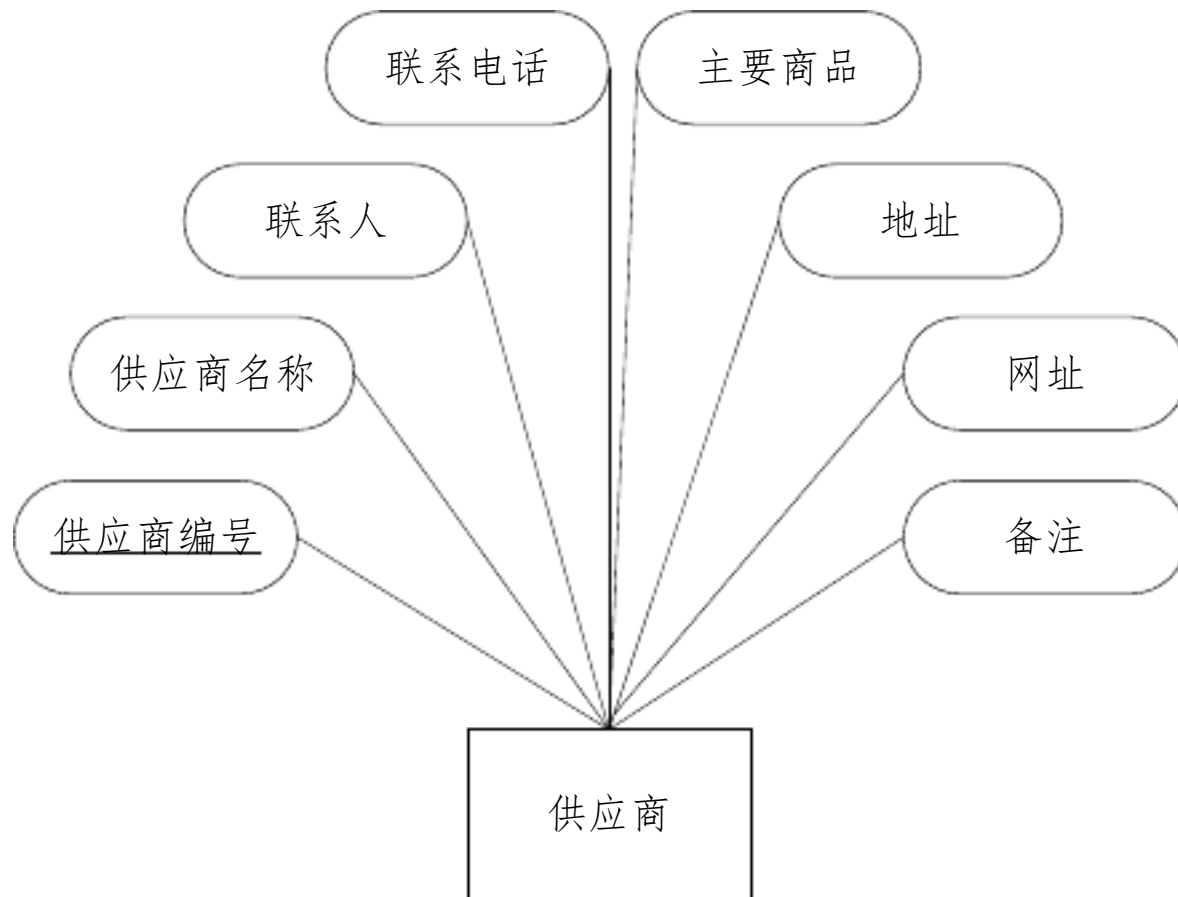 联系电话
主要商品
联系人
地址
供应商名称
网址
供应商编号
备注
供应商